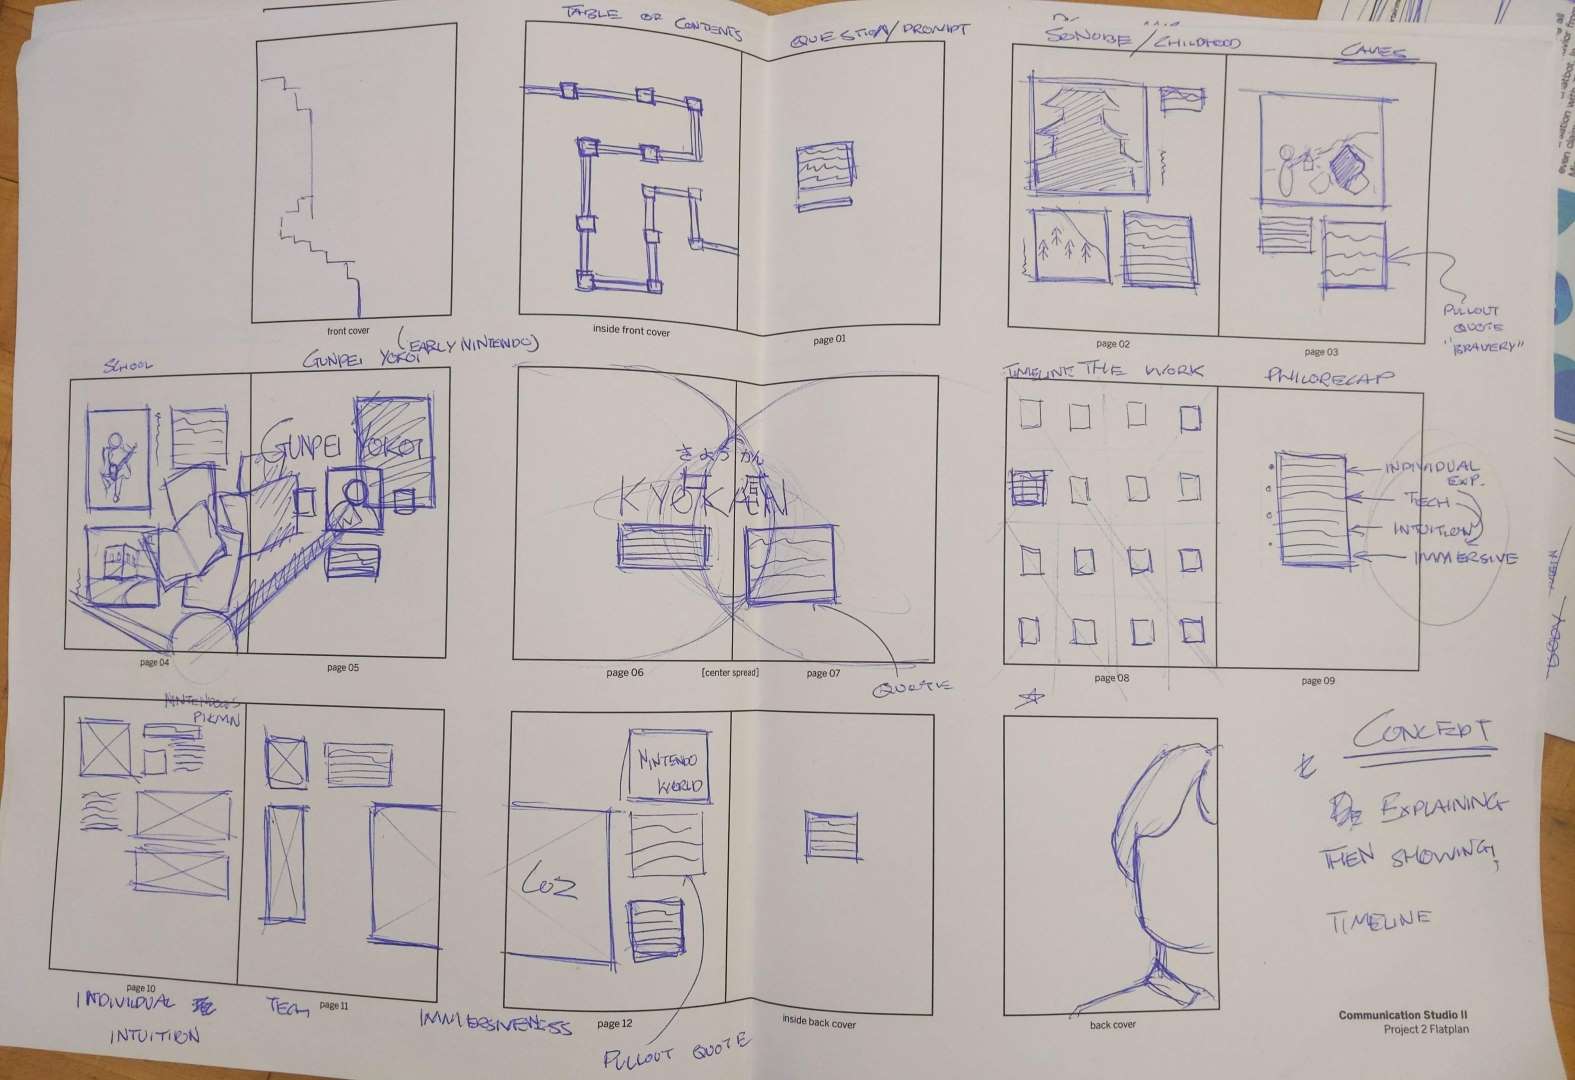 TABLE OF CONTENTS
QUESTION/PROMPT
SONOBE/CHILDHOOD
CAVES
front cover
inside front cover
page 01
page 02
page 03
PULLOUT
QUOTE
"BRAVERY"
SCHOOL
GUNPEI YOKOI
(EARLY NINTENDO)
TIMELINE THE WORK
PHILO RECAP
GUNPEI YOKOI
きょうかん
KYOKAN
INDIVIDUAL
EXP.
TECH
INTUITION
IMMERSIVE
page 04
page 05
page 06
[center spread]
page 07
page 08
page 09
QUOTE
BODY
NINTENDO'S
PIKMN
NINTENDO
WORLD
LOZ
CONCEPT
EXPLAINING
THEN SHOWING,
TIMELINE
page 10
page 11
page 12
inside back cover
back cover
INDIVIDUAL
INTUITION
TECH
IMMERSIVENESS
PULLOUT QUOTE
Communication Studio II
Project 2 Flatplan